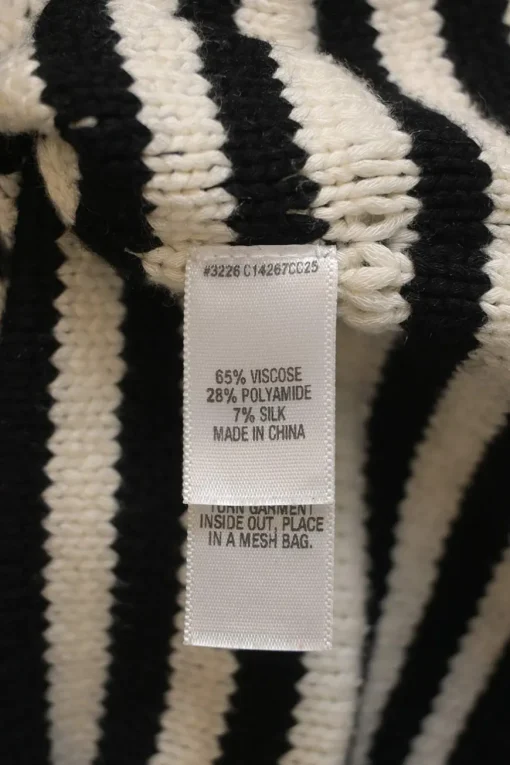 #3226 C14267CC25
65% VISCOSE
28% POLYAMIDE
7% SILK
MADE IN CHINA
TURN GARMENT
INSIDE OUT, PLACE
IN A MESH BAG.